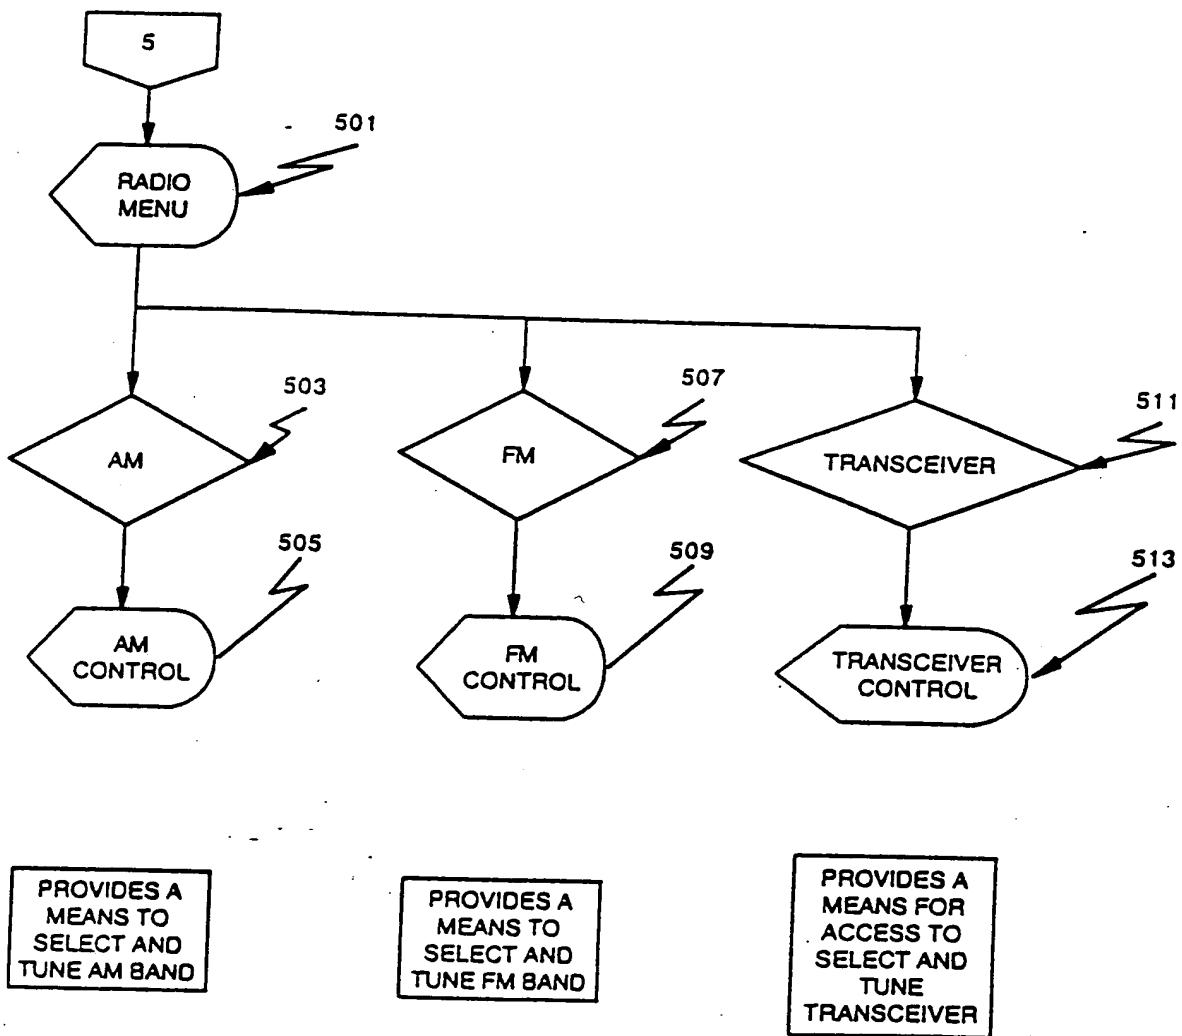 5
501
RADIO
MENU
503
507
511
AM
FM
TRANSCEIVER
505
509
513
AM
CONTROL
FM
CONTROL
TRANSCEIVER
CONTROL
PROVIDES A
MEANS TO
SELECT AND
TUNE AM BAND
PROVIDES A
MEANS TO
SELECT AND
TUNE FM BAND
PROVIDES A
MEANS FOR
ACCESS TO
SELECT AND
TUNE
TRANSCEIVER